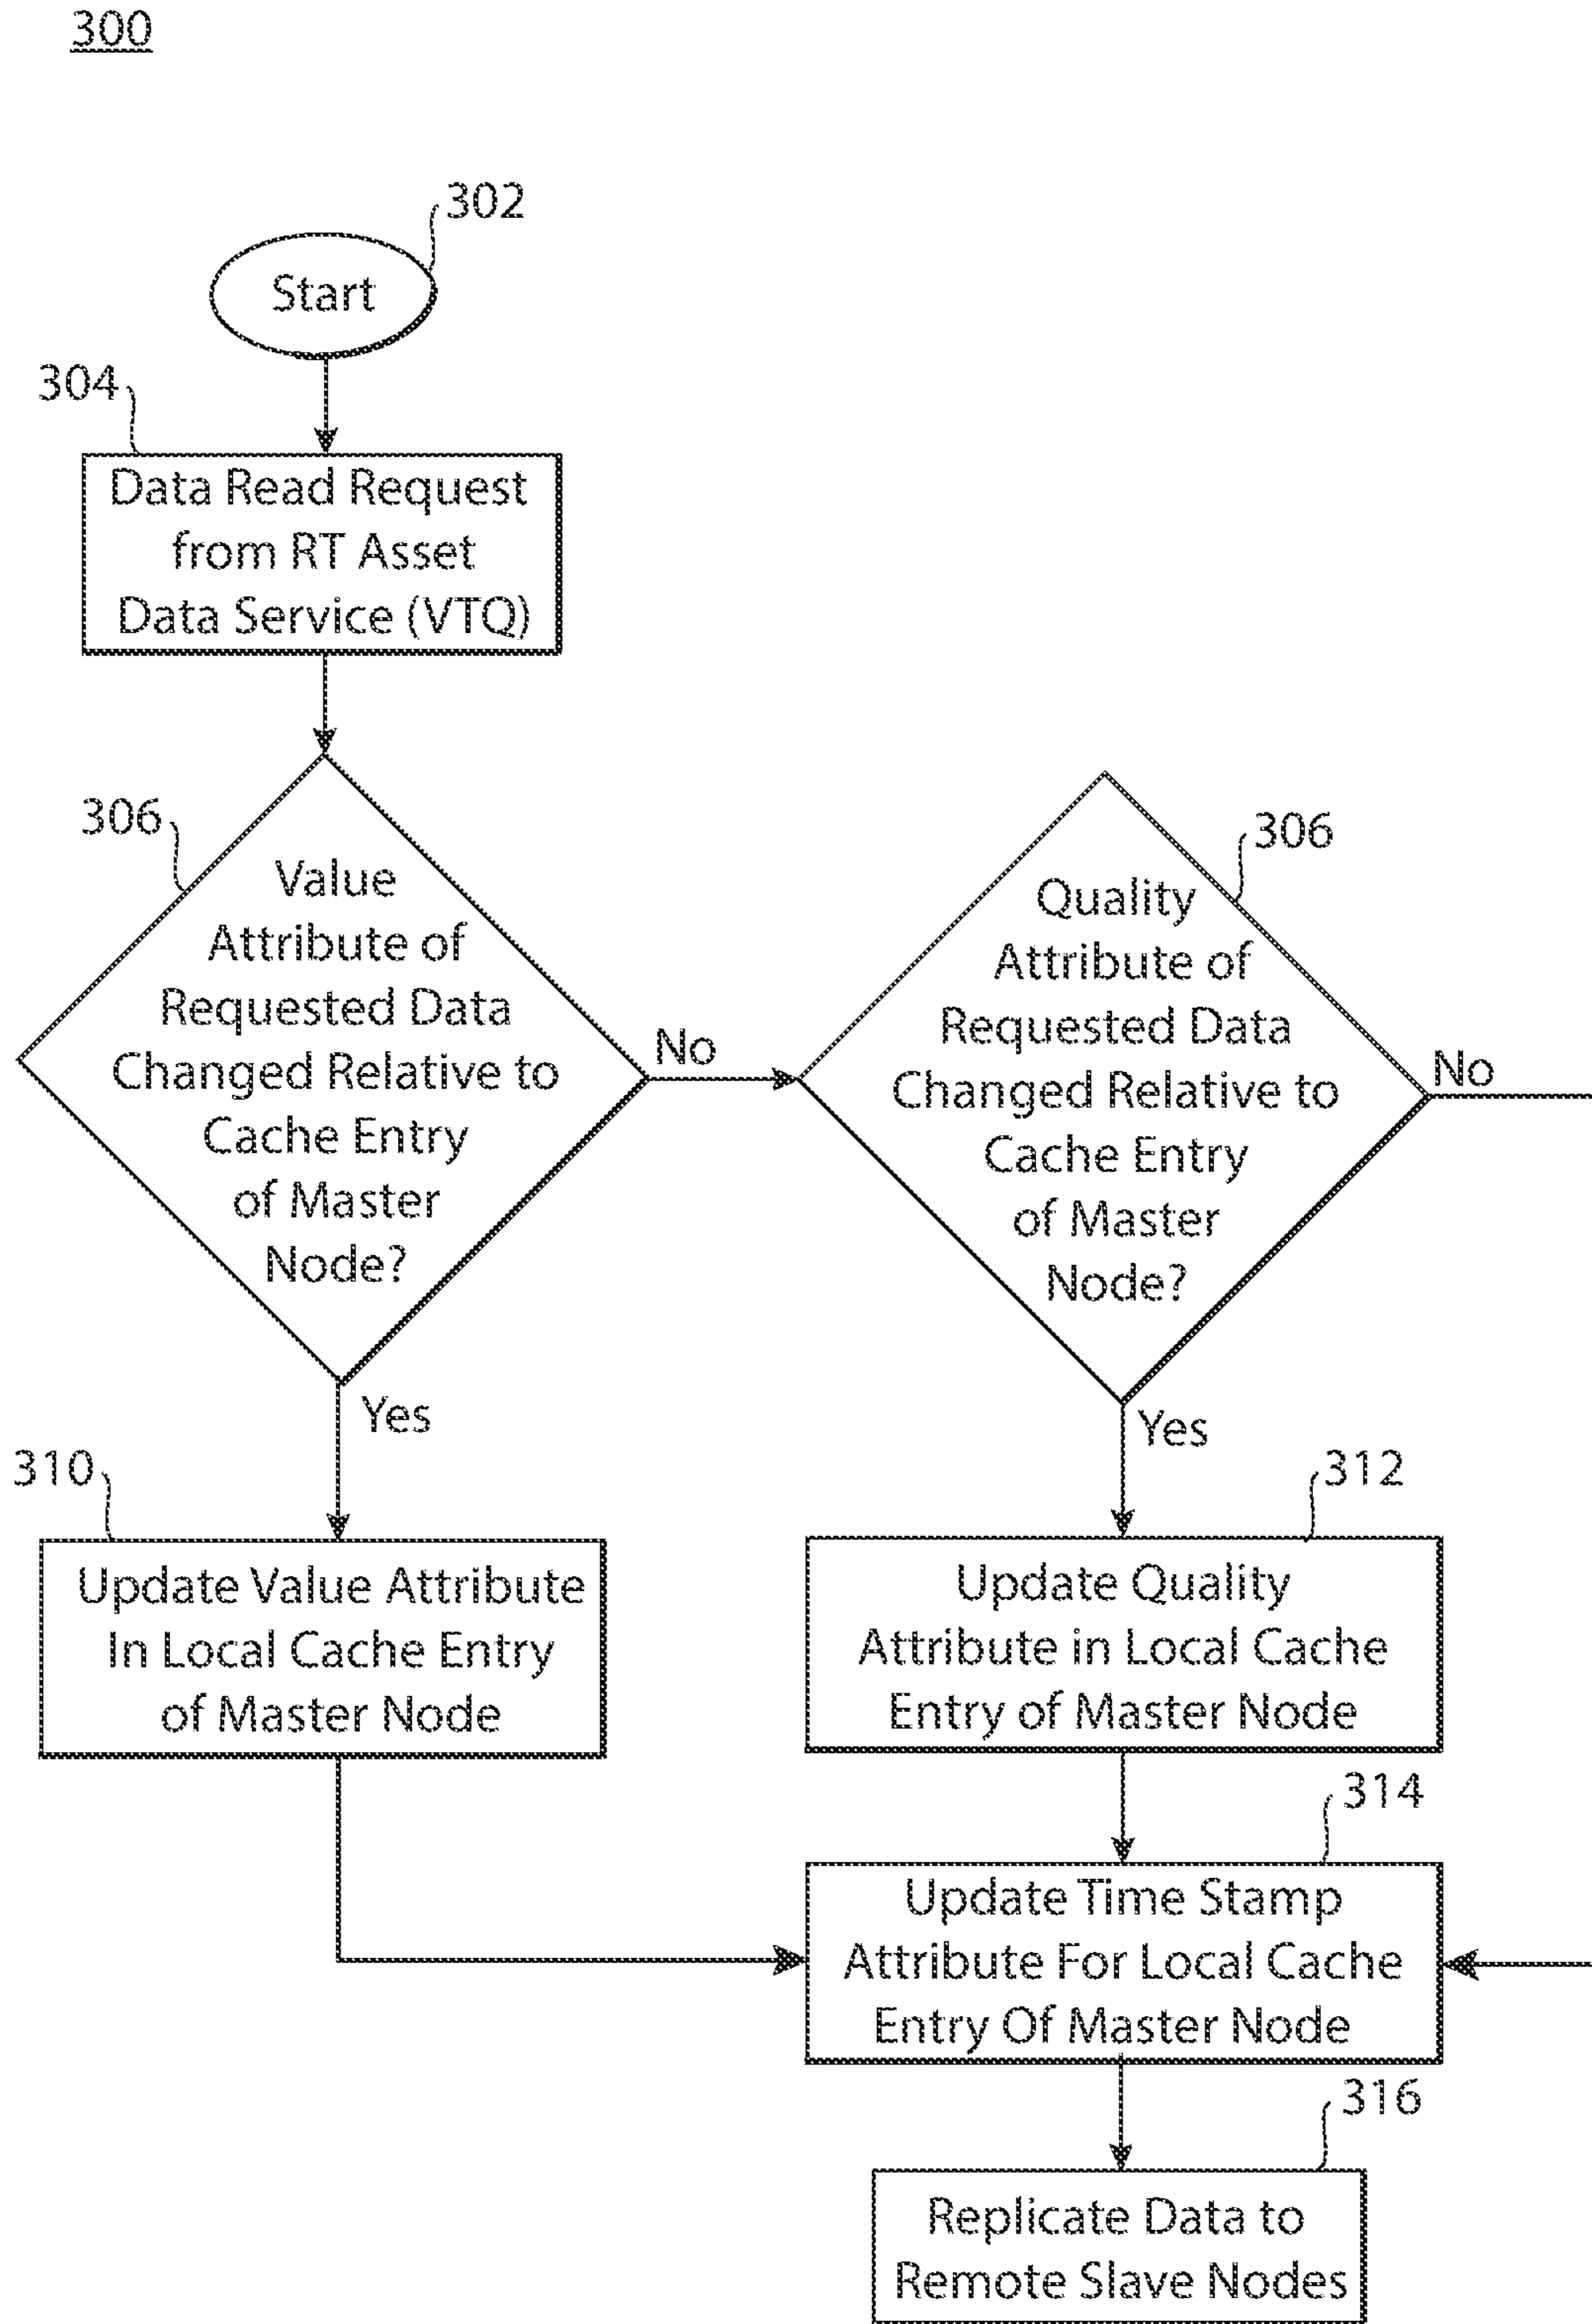 300
302
Start
304
Data Read Request
from RT Asset
Data Service (VTQ)
306
Value
Attribute of
Requested Data
Changed Relative to
Cache Entry
of Master
Node?
No
306
Quality
Attribute of
Requested Data
Changed Relative to
Cache Entry
of Master
Node?
No
Yes
Yes
310
Update Value Attribute
In Local Cache Entry
of Master Node
312
Update Quality
Attribute in Local Cache
Entry of Master Node
314
Update Time Stamp
Attribute For Local Cache
Entry Of Master Node
316
Replicate Data to
Remote Slave Nodes